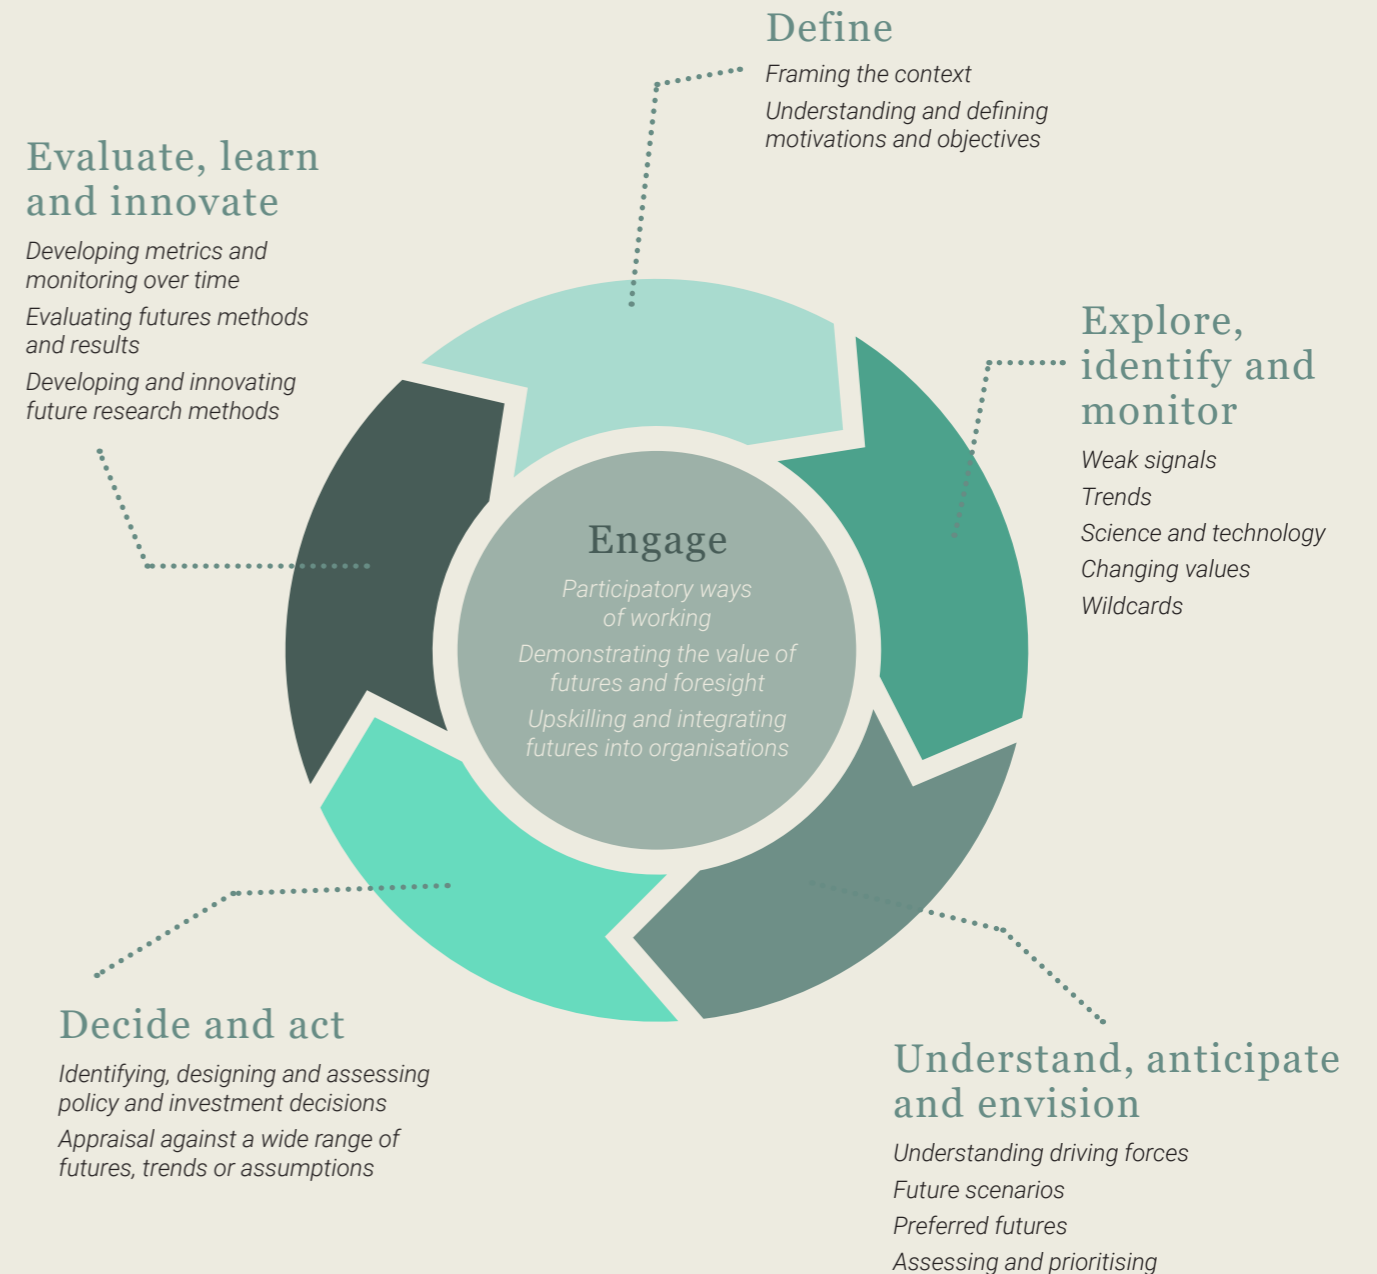 Define
Framing the context
Understanding and defining
motivations and objectives
Evaluate, learn
and innovate
Developing metrics and
monitoring over time
Evaluating futures methods
and results
Developing and innovating
future research methods
Explore,
identify and
monitor
Weak signals
Trends
Science and technology
Changing values
Wildcards
Engage
Participatory ways
of working
Demonstrating the value of
futures and foresight
Upskilling and integrating
futures into organisations
Decide and act
Identifying, designing and assessing
policy and investment decisions
Appraisal against a wide range of
futures, trends or assumptions
Understand, anticipate
and envision
Understanding driving forces
Future scenarios
Preferred futures
Assessing and prioritising